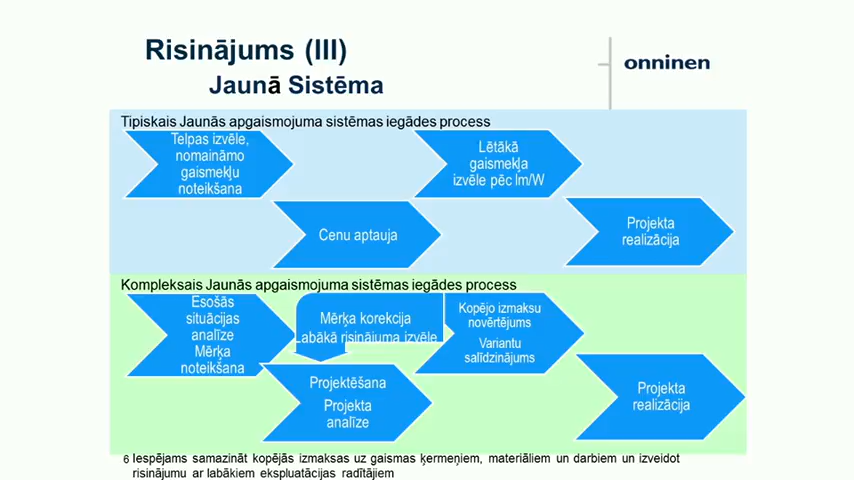 Risinājums (III)
Jaunā Sistēma
onninen
Tipiskais Jaunās apgaismojuma sistēmas iegādes process
Telpas izvēle,
nomaināmo
gaismekļu
noteikšana
Cenu aptauja
Lētākā
gaismekļa
izvēle pēc lm/W
Projekta
realizācija
Kompleksais Jaunās apgaismojuma sistēmas iegādes process
Esošās
situācijas
analīze
Mērķa
noteikšana
Mērķa korekcija
Labākā risinājuma izvēle
Projektēšana
Projekta
analīze
Kopējo izmaksu
novērtējums
Variantu
salīdzinājums
Projekta
realizācija
6 Iespējams samazināt kopējās izmaksas uz gaismas ķermeņiem, materiāliem un darbiem un izveidot
risinājumu ar labākiem ekspluatācijas radītājiem